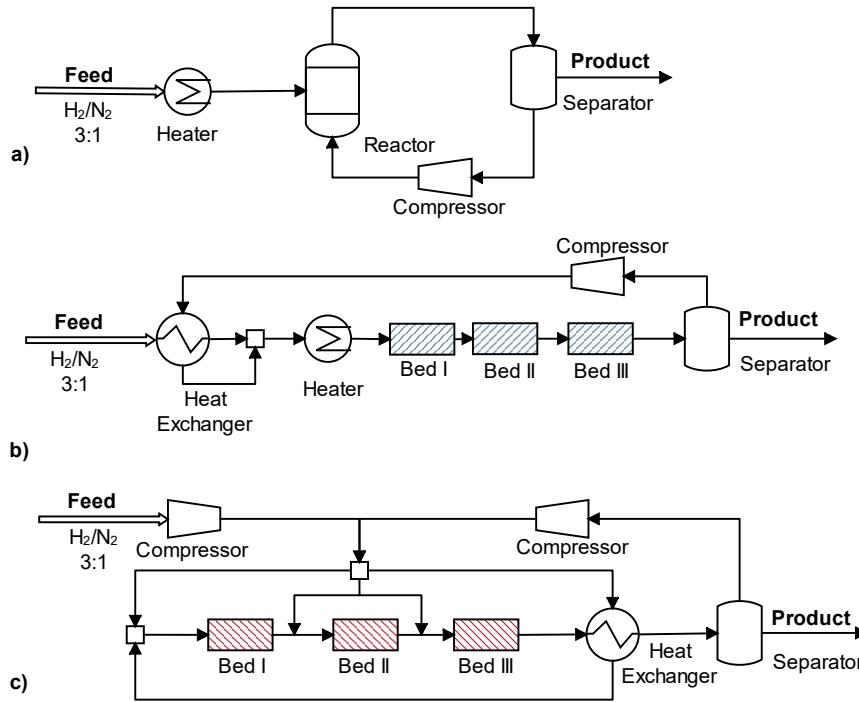 Feed
H₂/N₂
3:1
Heater
Reactor
Compressor
Product
Separator
a)
Compressor
Feed
H₂/N₂
3:1
Heat
Exchanger
Heater
Bed I
Bed II
Bed III
Product
Separator
b)
Feed
H₂/N₂
3:1
Compressor
Compressor
Bed I
Bed II
Bed III
Heat
Exchanger
Product
Separator
c)